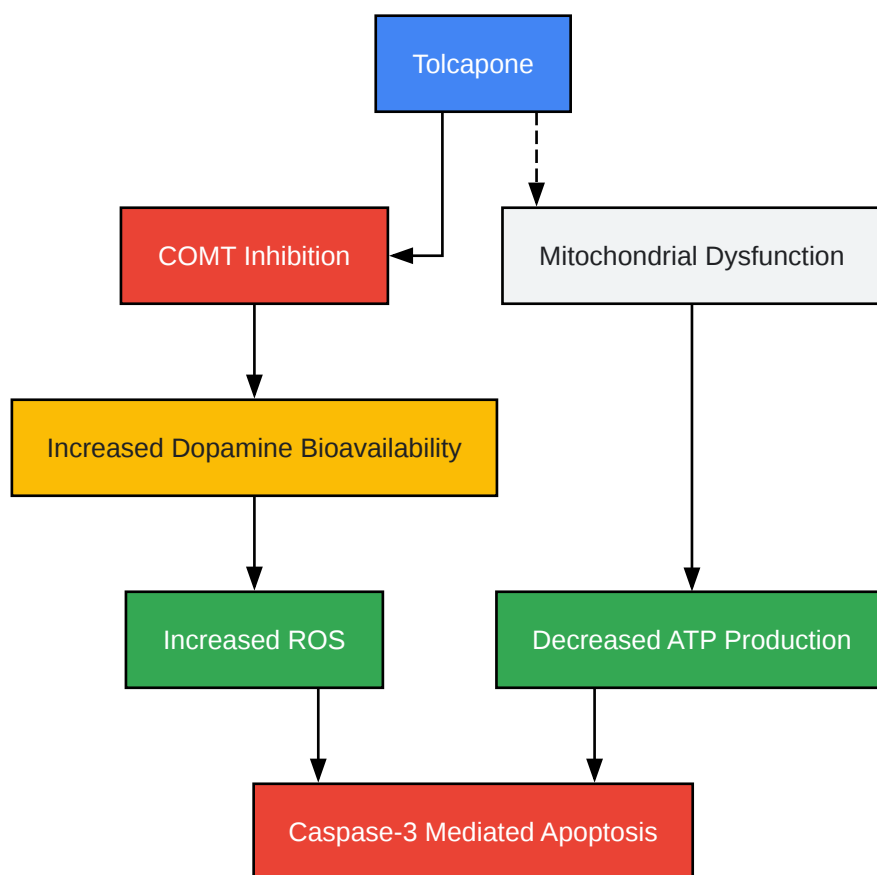 Tolcapone
COMT Inhibition
Mitochondrial Dysfunction
Increased Dopamine Bioavailability
Increased ROS
Decreased ATP Production
Caspase-3 Mediated Apoptosis